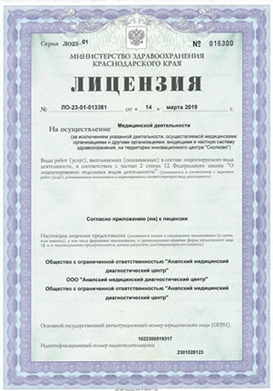 Серия ЛО23-01 № 016300
МИНИСТЕРСТВО ЗДРАВООХРАНЕНИЯ
КРАСНОДАРСКОГО КРАЯ
ЛИЦЕНЗИЯ
№ ЛО-23-01-013381 от « 14 » марта 2019 г.
Медицинской деятельности
На осуществление
(за исключением указанной деятельности, осуществляемой медицинскими
организациями и другими организациями, входящими в частную систему
здравоохранения, на территории инновационного центра "Сколково")
Виды работ (услуг), выполняемых (оказываемых) в составе лицензируемого вида
деятельности, в соответствии с частью 2 статьи 12 Федерального закона "О
лицензировании отдельных видов деятельности":
Согласно приложению (ям) к лицензии
Настоящая лицензия предоставлена
Общество с ограниченной ответственностью "Анапский медицинский
диагностический центр"
ООО "Анапский медицинский диагностический центр"
Общество с ограниченной ответственностью "Анапский медицинский
диагностический центр"
Основной государственный регистрационный номер юридического лица (ОГРН)
Идентификационный номер налогоплательщика
2301028123